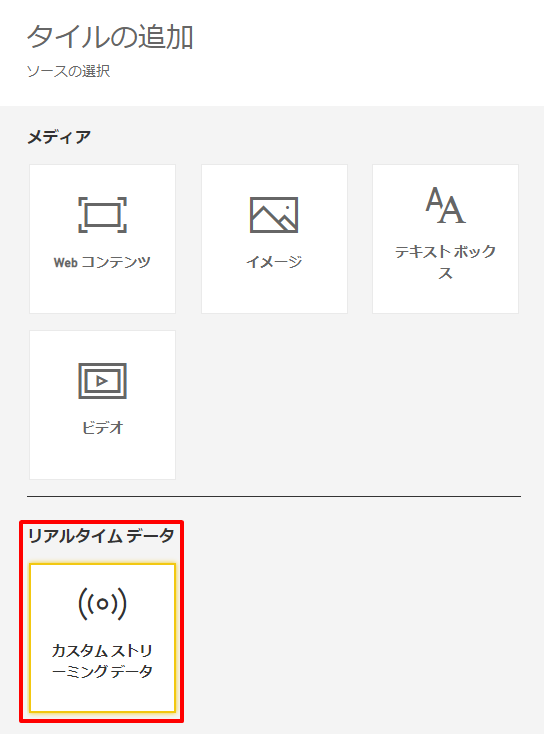 タイルの追加
ソースの選択
メディア
Web コンテンツ
イメージ
テキスト ボック
ス
ビデオ
リアルタイム データ
カスタム ストリ
ーミング データ